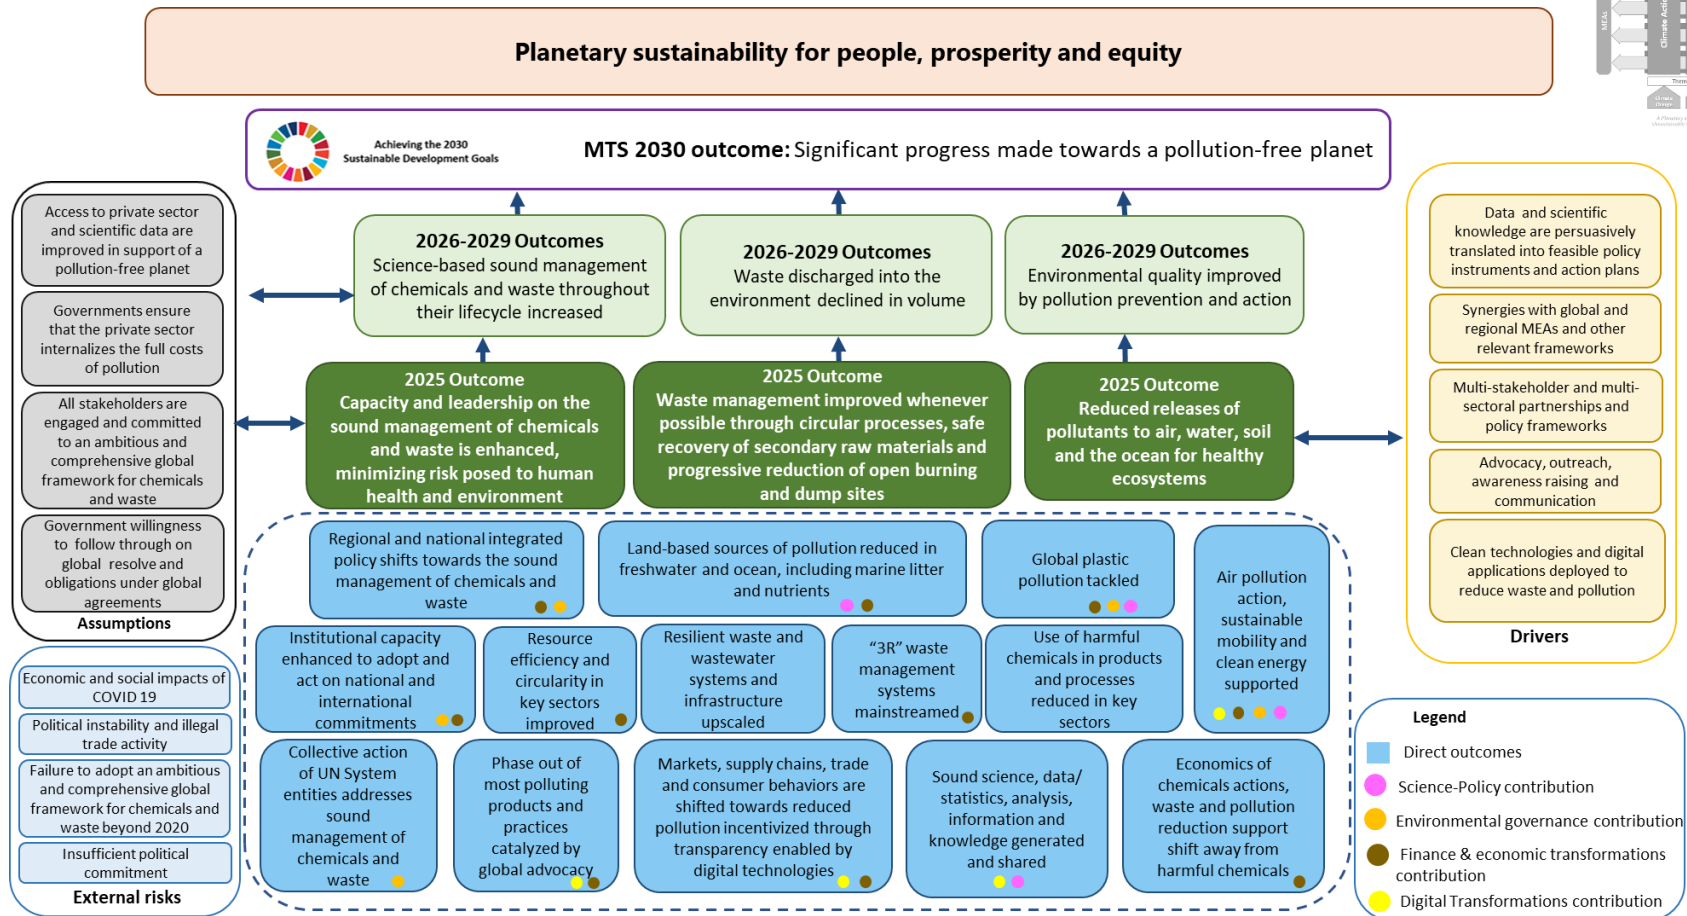 Planetary sustainability for people, prosperity and equity
MEAs
Climate Actio
Achieving the 2030
Sustainable Development Goals
MTS 2030 outcome: Significant progress made towards a pollution-free planet
Access to private sector
and scientific data are
improved in support of a
pollution-free planet
Governments ensure
that the private sector
internalizes the full costs
of pollution
All stakeholders are
engaged and committed
to an ambitious and
comprehensive global
framework for chemicals
and waste
Government willingness
to follow through on
global resolve and
obligations under global
agreements
Assumptions
Economic and social impacts of
COVID 19
Political instability and illegal
trade activity
Failure to adopt an ambitious
and comprehensive global
framework for chemicals and
waste beyond 2020
Insufficient political
commitment
External risks
2026-2029 Outcomes
Science-based sound management
of chemicals and waste throughout
their lifecycle increased
2026-2029 Outcomes
Waste discharged into the
environment declined in volume
2026-2029 Outcomes
Environmental quality improved
by pollution prevention and action
2025 Outcome
Capacity and leadership on the
sound management of chemicals
and waste is enhanced,
minimizing risk posed to human
health and environment
2025 Outcome
Waste management improved whenever
possible through circular processes, safe
recovery of secondary raw materials and
progressive reduction of open burning
and dump sites
2025 Outcome
Reduced releases of
pollutants to air, water, soil
and the ocean for healthy
ecosystems
Regional and national integrated
policy shifts towards the sound
management of chemicals and
waste
Land-based sources of pollution reduced in
freshwater and ocean, including marine litter
and nutrients
Global plastic
pollution tackled
Air pollution
action,
sustainable
mobility and
clean energy
supported
Institutional capacity
enhanced to adopt and
act on national and
international
commitments
Resource
efficiency and
circularity in
key sectors
improved
Resilient waste and
wastewater
systems and
infrastructure
upscaled
“3R” waste
management
systems
mainstreamed
Use of harmful
chemicals in products
and processes
reduced in key
sectors
Collective action
of UN System
entities addresses
sound
management of
chemicals and
waste
Phase out of
most polluting
products and
practices
catalyzed by
global advocacy
Markets, supply chains, trade
and consumer behaviors are
shifted towards reduced
pollution incentivized through
transparency enabled by
digital technologies
Sound science, data/
statistics, analysis,
information and
knowledge generated
and shared
Economics of
chemicals actions,
waste and pollution
reduction support
shift away from
harmful chemicals
Data and scientific
knowledge are persuasively
translated into feasible policy
instruments and action plans
Synergies with global and
regional MEAs and other
relevant frameworks
Multi-stakeholder and multi-
sectoral partnerships and
policy frameworks
Advocacy, outreach,
awareness raising and
communication
Clean technologies and digital
applications deployed to
reduce waste and pollution
Drivers
Legend
Direct outcomes
Science-Policy contribution
Environmental governance contribution
Finance & economic transformations
contribution
Digital Transformations contribution